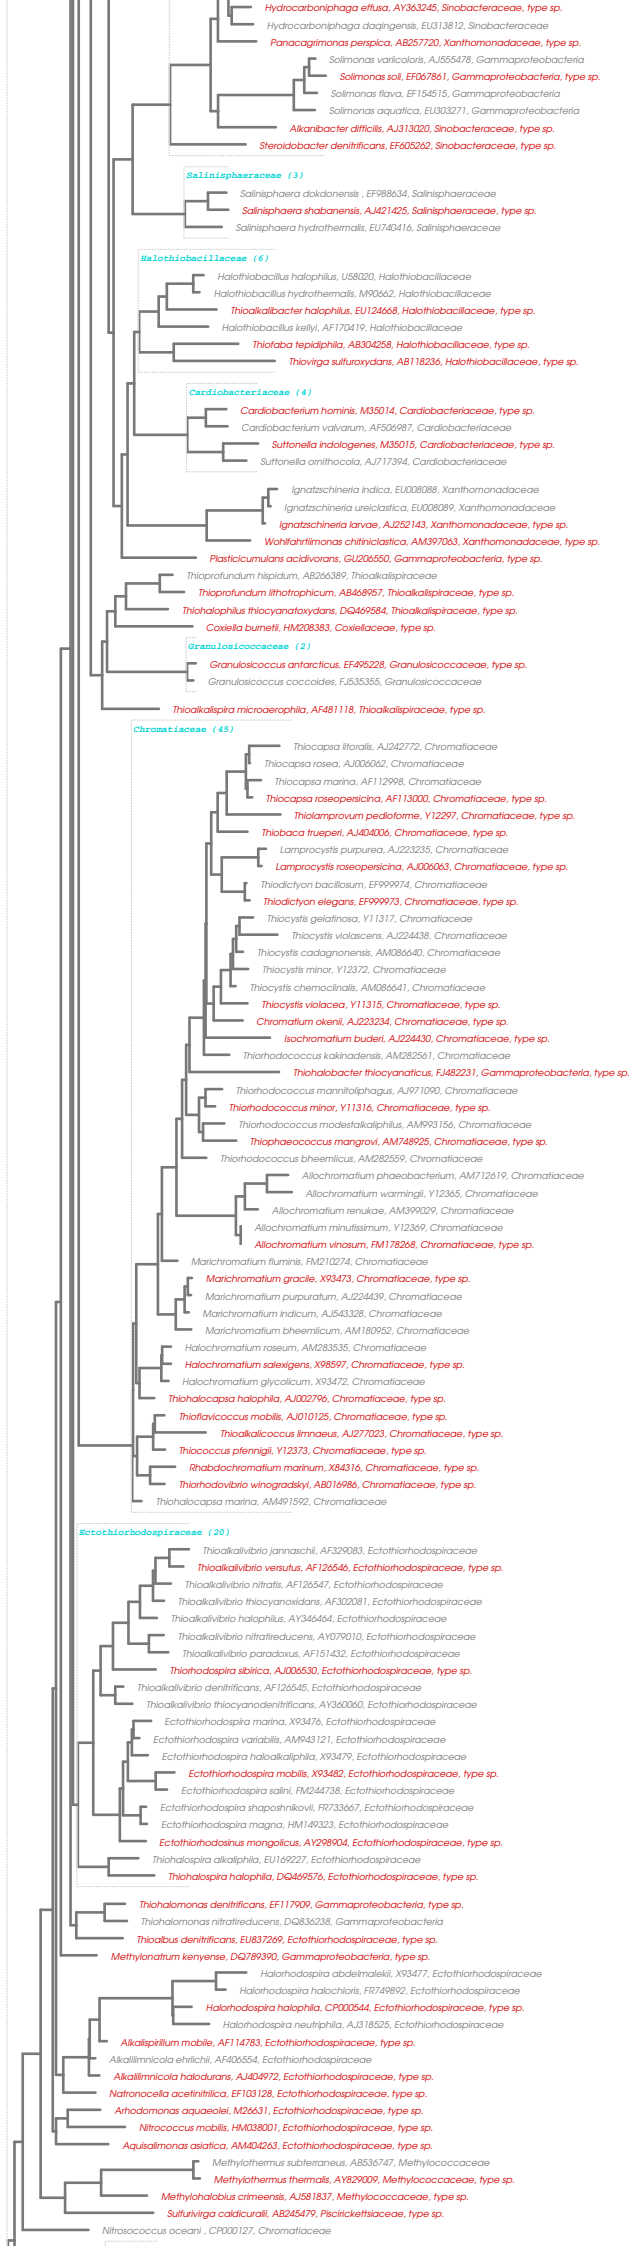 Hydrocarboniphaga effusa, AY363245, Sinobacteraceae, type sp.
Hydrocarboniphaga daqingensis, EU313812, Sinobacteraceae
Panacagrimonas perspica, AB257720, Xanthomonadaceae, type sp.
Solimonas variicoloris, AJ555478, Gammaproteobacteria
Solimonas soli, EF067861, Gammaproteobacteria, type sp.
Solimonas flava, EF154515, Gammaproteobacteria
Solimonas aquatica, EU303271, Gammaproteobacteria
Alkanibacter difficilis, AJ313020, Sinobacteraceae, type sp.
Steroidobacter denitrificans, EF605262, Sinobacteraceae, type sp.
Salinisphaeraceae (3)
Salinisphaera dokdonensis , EF988634, Salinisphaeraceae
Salinisphaera shabanensis, AJ421425, Salinisphaeraceae, type sp.
Salinisphaera hydrothermalis, EU740416, Salinisphaeraceae
Halothiobacillaceae (6)
Halothiobacillus halophilus, U58020, Halothiobacillaceae
Halothiobacillus hydrothermalis, M90662, Halothiobacillaceae
Thioalkalibacter halophilus, EU124668, Halothiobacillaceae, type sp.
Halothiobacillus kellyi, AF170419, Halothiobacillaceae
Thiofaba tepidiphila, AB304258, Halothiobacillaceae, type sp.
Thiovirga sulfuroxydans, AB118236, Halothiobacillaceae, type sp.
Cardiobacteriaceae (4)
Cardiobacterium hominis, M35014, Cardiobacteriaceae, type sp.
Cardiobacterium valvarum, AF506987, Cardiobacteriaceae
Suttonella indologenes, M35015, Cardiobacteriaceae, type sp.
Suttonella ornithocola, AJ717394, Cardiobacteriaceae
Ignatzschineria indica, EU008088, Xanthomonadaceae
Ignatzschineria ureiclastica, EU008089, Xanthomonadaceae
Ignatzschineria larvae, AJ252143, Xanthomonadaceae, type sp.
Wohlfahrtiimonas chitiniclastica, AM397063, Xanthomonadaceae, type sp.
Plasticicumulans acidivorans, GU206550, Gammaproteobacteria, type sp.
Thioprofundum hispidum, AB266389, Thioalkalispiraceae
Thioprofundum lithotrophicum, AB468957, Thioalkalispiraceae, type sp.
Thiohalophilus thiocyanatoxydans, DQ469584, Thioalkalispiraceae, type sp.
Coxiella burnetii, HM208383, Coxiellaceae, type sp.
Granulosicoccaceae (2)
Granulosicoccus antarcticus, EF495228, Granulosicoccaceae, type sp.
Granulosicoccus coccoides, FJ535355, Granulosicoccaceae
Thioalkalispira microaerophila, AF481118, Thioalkalispiraceae, type sp.
Chromatiaceae (45)
Thiocapsa litoralis, AJ242772, Chromatiaceae
Thiocapsa rosea, AJ006062, Chromatiaceae
Thiocapsa marina, AF112998, Chromatiaceae
Thiocapsa roseopersicina, AF113000, Chromatiaceae, type sp.
Thiolamprovum pedioforme, Y12297, Chromatiaceae, type sp.
Thiobaca trueperi, AJ404006, Chromatiaceae, type sp.
Lamprocystis purpurea, AJ223235, Chromatiaceae
Lamprocystis roseopersicina, AJ006063, Chromatiaceae, type sp.
Thiodictyon bacillosum, EF999974, Chromatiaceae
Thiodictyon elegans, EF999973, Chromatiaceae, type sp.
Thiocystis gelatinosa, Y11317, Chromatiaceae
Thiocystis violascens, AJ224438, Chromatiaceae
Thiocystis cadagnonensis, AM086640, Chromatiaceae
Thiocystis minor, Y12372, Chromatiaceae
Thiocystis chemoclinalis, AM086641, Chromatiaceae
Thiocystis violacea, Y11315, Chromatiaceae, type sp.
Chromatium okenii, AJ223234, Chromatiaceae, type sp.
Isochromatium buderi, AJ224430, Chromatiaceae, type sp.
Thiorhodococcus kakinadensis, AM282561, Chromatiaceae
Thiohalobacter thiocyanaticus, FJ482231, Gammaproteobacteria, type sp.
Thiorhodococcus mannitoliphagus, AJ971090, Chromatiaceae
Thiorhodococcus minor, Y11316, Chromatiaceae, type sp.
Thiorhodococcus modestalkaliphilus, AM993156, Chromatiaceae
Thiophaeococcus mangrovi, AM748925, Chromatiaceae, type sp.
Thiorhodococcus bheemlicus, AM282559, Chromatiaceae
Allochromatium phaeobacterium, AM712619, Chromatiaceae
Allochromatium warmingii, Y12365, Chromatiaceae
Allochromatium renukae, AM399029, Chromatiaceae
Allochromatium minutissimum, Y12369, Chromatiaceae
Allochromatium vinosum, FM178268, Chromatiaceae, type sp.
Marichromatium fluminis, FM210274, Chromatiaceae
Marichromatium gracile, X93473, Chromatiaceae, type sp.
Marichromatium purpuratum, AJ224439, Chromatiaceae
Marichromatium indicum, AJ543328, Chromatiaceae
Marichromatium bheemlicum, AM180952, Chromatiaceae
Halochromatium roseum, AM283535, Chromatiaceae
Halochromatium salexigens, X98597, Chromatiaceae, type sp.
Halochromatium glycolicum, X93472, Chromatiaceae
Thiohalocapsa halophila, AJ002796, Chromatiaceae, type sp.
Thioflavicoccus mobilis, AJ010125, Chromatiaceae, type sp.
Thioalkalicoccus limnaeus, AJ277023, Chromatiaceae, type sp.
Thiococcus pfennigii, Y12373, Chromatiaceae, type sp.
Rhabdochromatium marinum, X84316, Chromatiaceae, type sp.
Thiorhodovibrio winogradskyi, AB016986, Chromatiaceae, type sp.
Thiohalocapsa marina, AM491592, Chromatiaceae
Ectothiorhodospiraceae (20)
Thioalkalivibrio jannaschii, AF329083, Ectothiorhodospiraceae
Thioalkalivibrio versutus, AF126546, Ectothiorhodospiraceae, type sp.
Thioalkalivibrio nitratis, AF126547, Ectothiorhodospiraceae
Thioalkalivibrio thiocyanoxidans, AF302081, Ectothiorhodospiraceae
Thioalkalivibrio halophilus, AY346464, Ectothiorhodospiraceae
Thioalkalivibrio nitratireducens, AY079010, Ectothiorhodospiraceae
Thioalkalivibrio paradoxus, AF151432, Ectothiorhodospiraceae
Thiorhodospira sibirica, AJ006530, Ectothiorhodospiraceae, type sp.
Thioalkalivibrio denitrificans, AF126545, Ectothiorhodospiraceae
Thioalkalivibrio thiocyanodenitrificans, AY360060, Ectothiorhodospiraceae
Ectothiorhodospira marina, X93476, Ectothiorhodospiraceae
Ectothiorhodospira variabilis, AM943121, Ectothiorhodospiraceae
Ectothiorhodospira haloalkaliphila, X93479, Ectothiorhodospiraceae
Ectothiorhodospira mobilis, X93482, Ectothiorhodospiraceae, type sp.
Ectothiorhodospira salini, FM244738, Ectothiorhodospiraceae
Ectothiorhodospira shaposhnikovii, FR733667, Ectothiorhodospiraceae
Ectothiorhodospira magna, HM149323, Ectothiorhodospiraceae
Ectothiorhodosinus mongolicus, AY298904, Ectothiorhodospiraceae, type sp.
Thiohalospira alkaliphila, EU169227, Ectothiorhodospiraceae
Thiohalospira halophila, DQ469576, Ectothiorhodospiraceae, type sp.
Thiohalomonas denitrificans, EF117909, Gammaproteobacteria, type sp.
Thiohalomonas nitratireducens, DQ836238, Gammaproteobacteria
Thioalbus denitrificans, EU837269, Ectothiorhodospiraceae, type sp.
Methylonatrum kenyense, DQ789390, Gammaproteobacteria, type sp.
Halorhodospira abdelmalekii, X93477, Ectothiorhodospiraceae
Halorhodospira halochloris, FR749892, Ectothiorhodospiraceae
Halorhodospira halophila, CP000544, Ectothiorhodospiraceae, type sp.
Halorhodospira neutriphila, AJ318525, Ectothiorhodospiraceae
Alkalispirillum mobile, AF114783, Ectothiorhodospiraceae, type sp.
Alkalilimnicola ehrlichii, AF406554, Ectothiorhodospiraceae
Alkalilimnicola halodurans, AJ404972, Ectothiorhodospiraceae, type sp.
Natronocella acetinitrilica, EF103128, Ectothiorhodospiraceae, type sp.
Arhodomonas aquaeolei, M26631, Ectothiorhodospiraceae, type sp.
Nitrococcus mobilis, HM038001, Ectothiorhodospiraceae, type sp.
Aquisalimonas asiatica, AM404263, Ectothiorhodospiraceae, type sp.
Methylothermus subterraneus, AB536747, Methylococcaceae
Methylothermus thermalis, AY829009, Methylococcaceae, type sp.
Methylohalobius crimeensis, AJ581837, Methylococcaceae, type sp.
Sulfurivirga caldicuralii, AB245479, Piscirickettsiaceae, type sp.
Nitrosococcus oceani , CP000127, Chromatiaceae